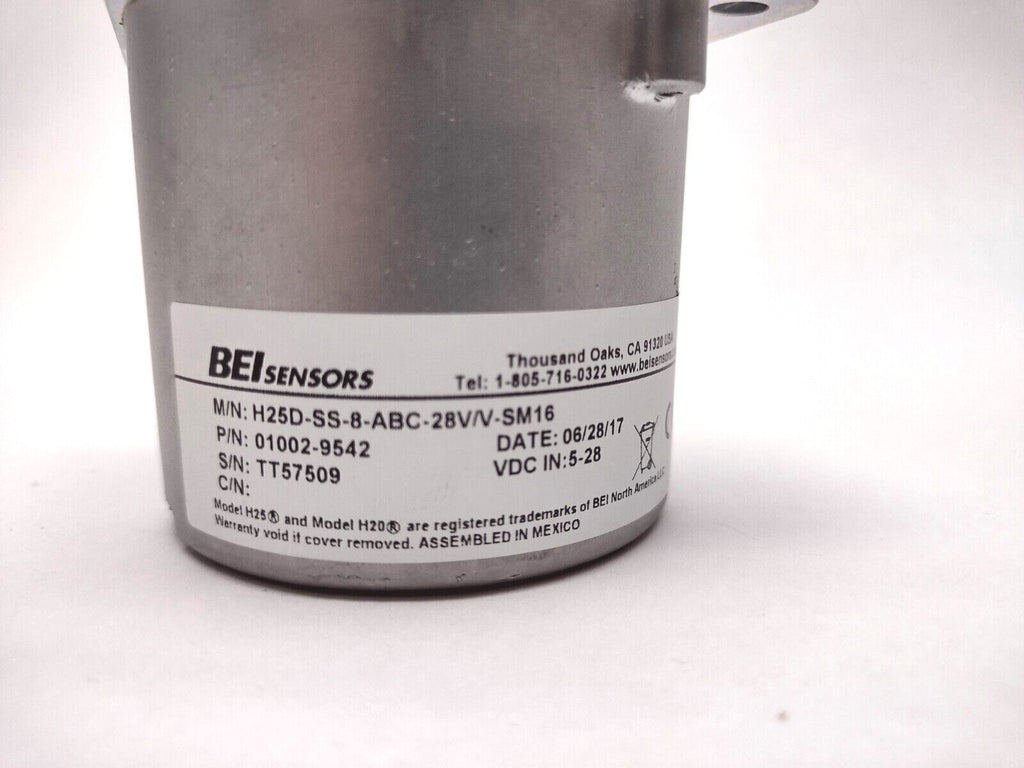 BEI SENSORS
Thousand Oaks, CA 91320 USA
Tel: 1-805-716-0322 www.beisensors.
M/N: H25D-SS-8-ABC-28V/V-SM16
P/N: 01002-9542
DATE: 06/28/17
S/N: TT57509
VDC IN:5-28
C/N:
Model H25® and Model H20® are registered trademarks of BEI North America LLC
Warranty void if cover removed. ASSEMBLED IN MEXICO